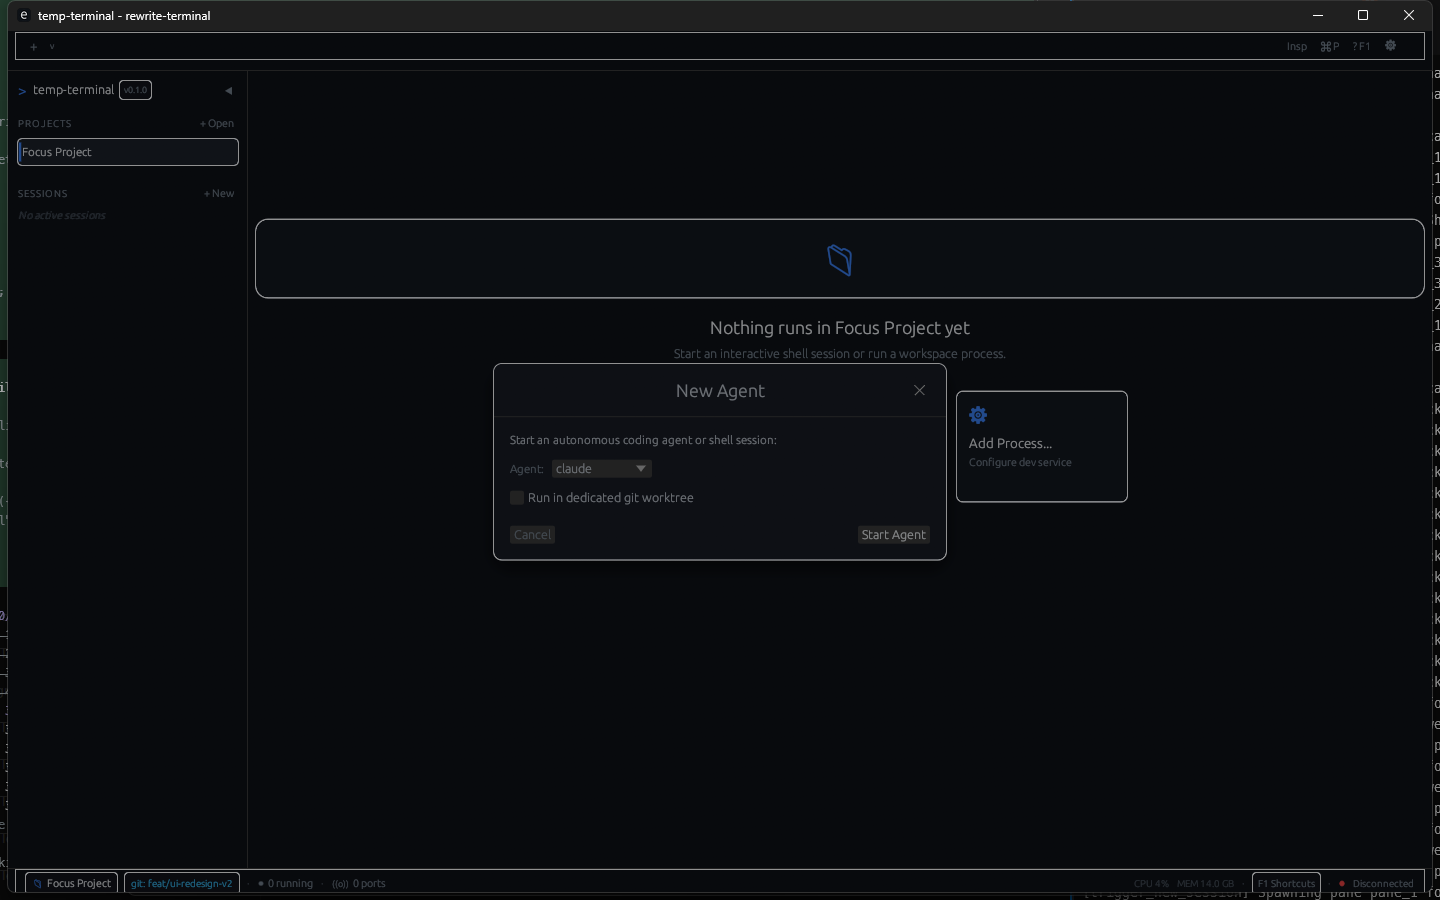 temp-terminal - rewrite-terminal
+ v Insp ⌘P ? F1
> temp-terminal v0.1.0
PROJECTS + Open
Focus Project
SESSIONS + New
No active sessions
Nothing runs in Focus Project yet
Start an interactive shell session or run a workspace process.
New Agent
Start an autonomous coding agent or shell session:
Agent: claude
Run in dedicated git worktree
Cancel Start Agent
Add Process...
Configure dev service
Focus Project git: feat/ui-redesign-v2 · ● 0 running · ((o)) 0 ports CPU 4% MEM 14.0 GB · F1 Shortcuts · ● Disconnected